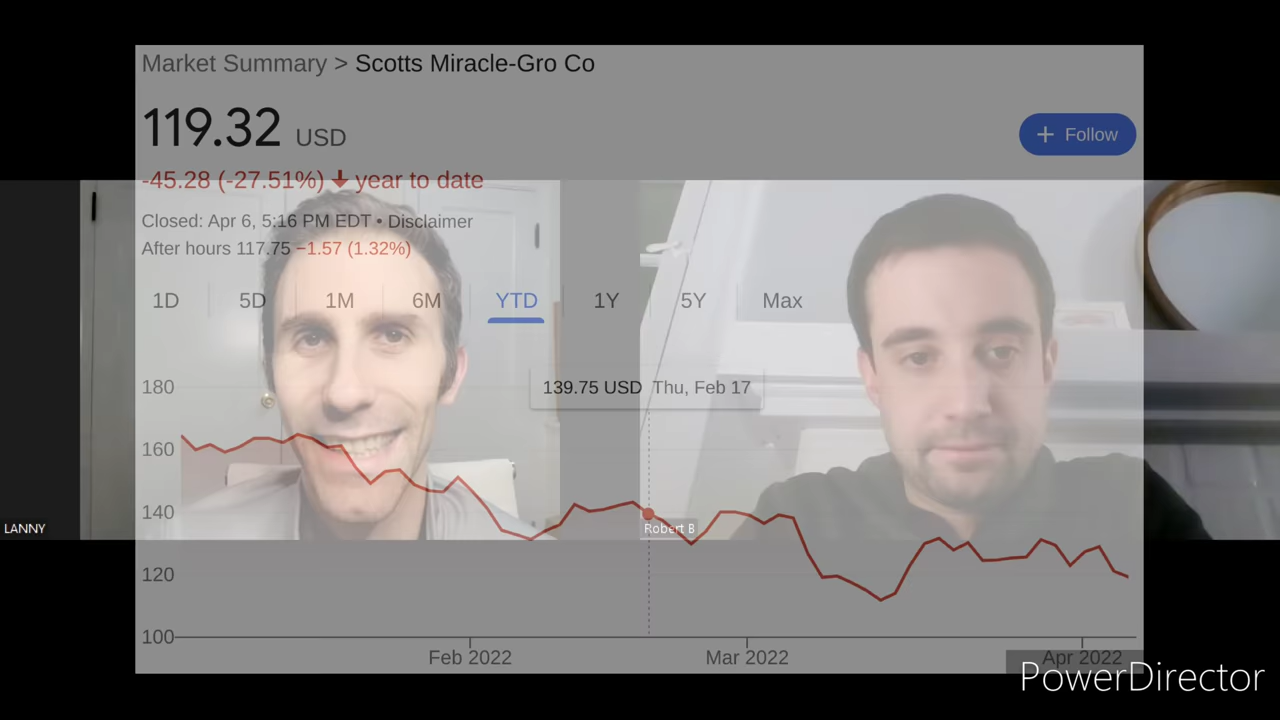 Market Summary > Scotts Miracle-Gro Co
119.32 USD
+ Follow
-45.28 (-27.51%) ↓ year to date
Closed: Apr 6, 5:16 PM EDT • Disclaimer
After hours 117.75 −1.57 (1.32%)
1D 5D 1M 6M YTD 1Y 5Y Max
139.75 USD Thu, Feb 17
180
160
140
120
100
Feb 2022 Mar 2022 Apr 2022
LANNY
Robert B
PowerDirector